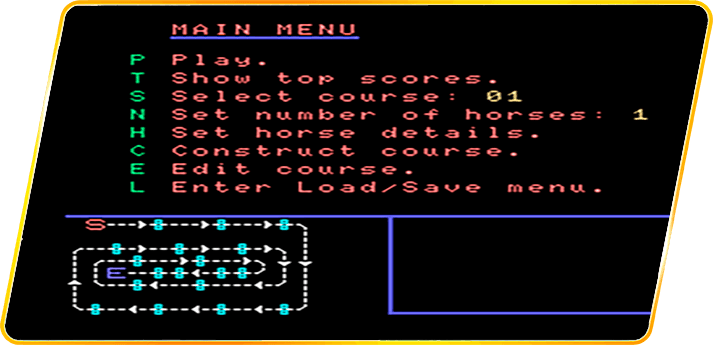 MAIN MENU
P Play.
T Show top scores.
S Select course: 01
N Set number of horses: 1
H Set horse details.
C Construct course.
E Edit course.
L Enter Load/Save menu.
S
E